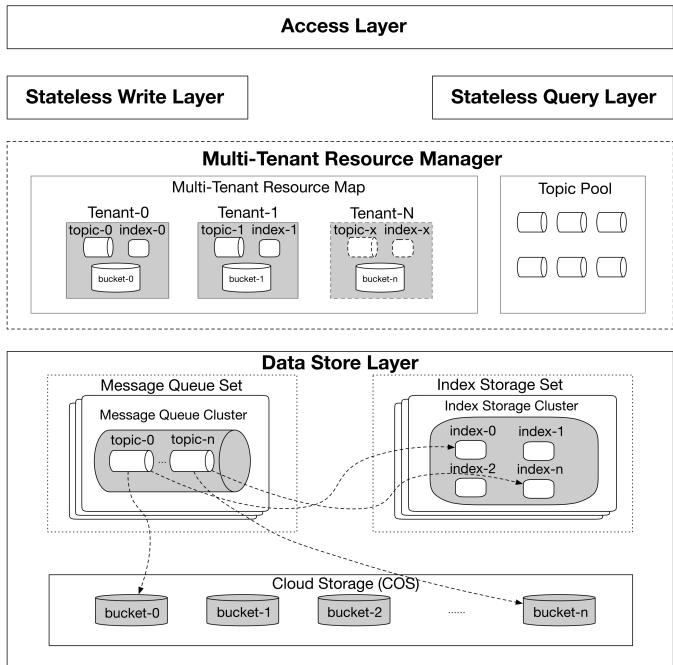 Access Layer
Stateless Write Layer
Stateless Query Layer
Multi-Tenant Resource Manager
Multi-Tenant Resource Map
Topic Pool
Tenant-0
Tenant-1
Tenant-N
topic-0 index-0
topic-1 index-1
topic-x index-x
bucket-0
bucket-1
bucket-n
Data Store Layer
Message Queue Set
Index Storage Set
Message Queue Cluster
Index Storage Cluster
topic-0
topic-n
...
index-0
index-1
index-2
index-n
Cloud Storage (COS)
bucket-0
bucket-1
bucket-2
......
bucket-n